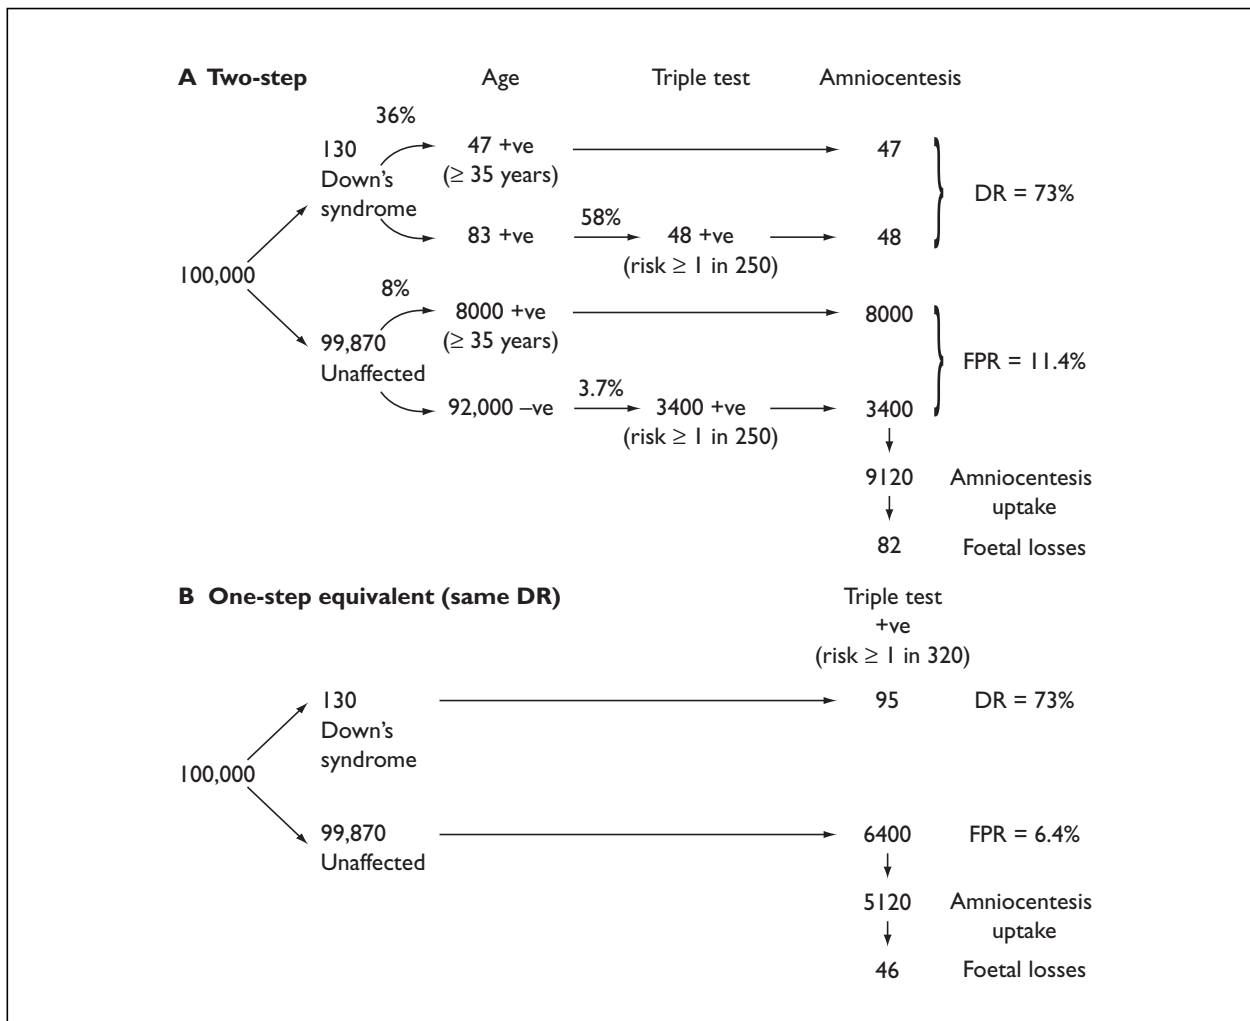 A Two-step Age Triple test Amniocentesis
36%
130 47 +ve 47
Down's (≥ 35 years)
syndrome
DR = 73%
58%
83 +ve 48 +ve 48
(risk ≥ 1 in 250)
100,000
8%
8000 +ve 8000
99,870 (≥ 35 years)
Unaffected
FPR = 11.4%
3.7%
92,000 –ve 3400 +ve 3400
(risk ≥ 1 in 250)
9120 Amniocentesis
uptake
82 Foetal losses
B One-step equivalent (same DR) Triple test
+ve
(risk ≥ 1 in 320)
130 95 DR = 73%
Down's
syndrome
100,000
99,870 6400 FPR = 6.4%
Unaffected
5120 Amniocentesis
uptake
46 Foetal losses